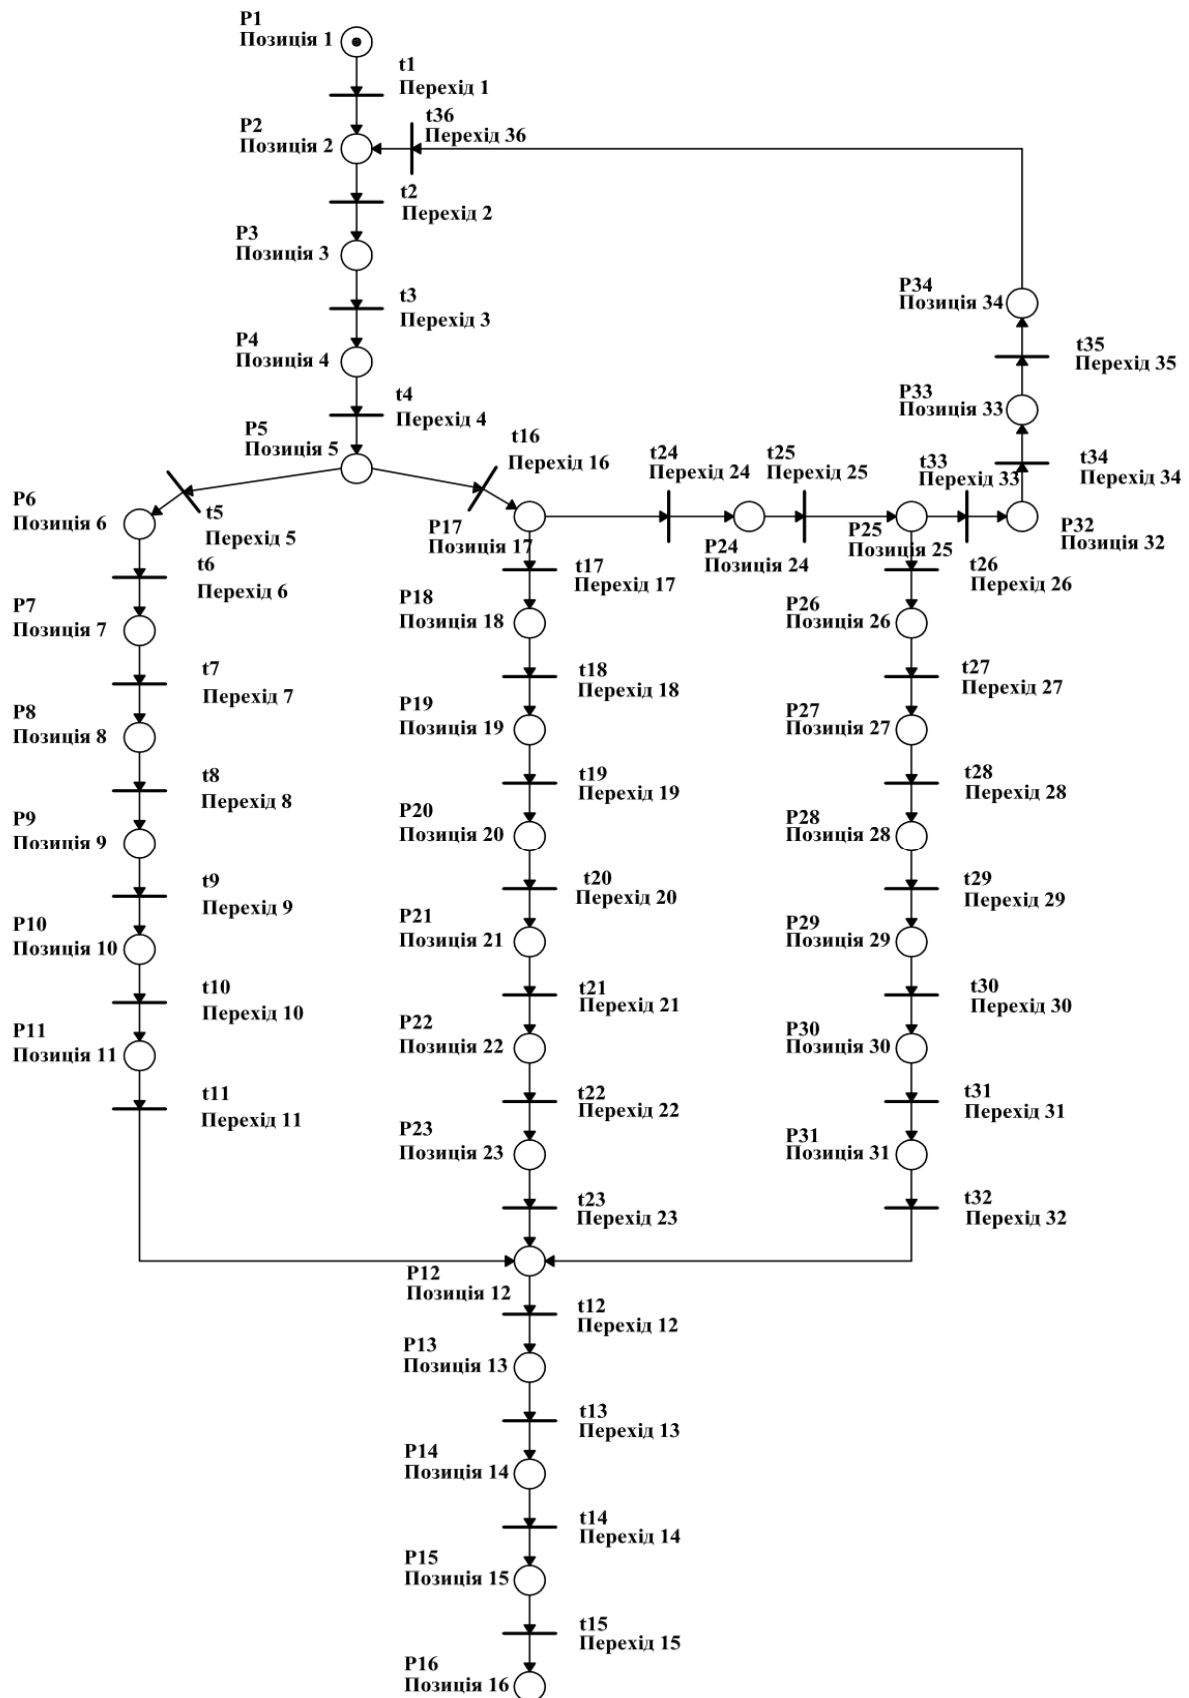 P1
Позиція 1
t1
Перехід 1
t36
Перехід 36
P2
Позиція 2
t2
Перехід 2
P3
Позиція 3
t3
Перехід 3
P34
Позиція 34
P4
Позиція 4
t35
Перехід 35
t4
Перехід 4
P33
Позиція 33
P5
Позиція 5
t16
Перехід 16
t24
Перехід 24
t25
Перехід 25
t33
Перехід 33
t34
Перехід 34
P6
Позиція 6
t5
Перехід 5
P17
Позиція 17
P24
Позиція 24
P25
Позиція 25
P32
Позиція 32
t6
Перехід 6
t17
Перехід 17
t26
Перехід 26
P7
Позиція 7
P18
Позиція 18
P26
Позиція 26
t7
Перехід 7
t18
Перехід 18
t27
Перехід 27
P8
Позиція 8
P19
Позиція 19
P27
Позиція 27
t8
Перехід 8
t19
Перехід 19
t28
Перехід 28
P9
Позиція 9
P20
Позиція 20
P28
Позиція 28
t9
Перехід 9
t20
Перехід 20
t29
Перехід 29
P10
Позиція 10
P21
Позиція 21
P29
Позиція 29
t10
Перехід 10
t21
Перехід 21
t30
Перехід 30
P11
Позиція 11
P22
Позиція 22
P30
Позиція 30
t11
Перехід 11
t22
Перехід 22
t31
Перехід 31
P23
Позиція 23
P31
Позиція 31
t23
Перехід 23
t32
Перехід 32
P12
Позиція 12
t12
Перехід 12
P13
Позиція 13
t13
Перехід 13
P14
Позиція 14
t14
Перехід 14
P15
Позиція 15
t15
Перехід 15
P16
Позиція 16